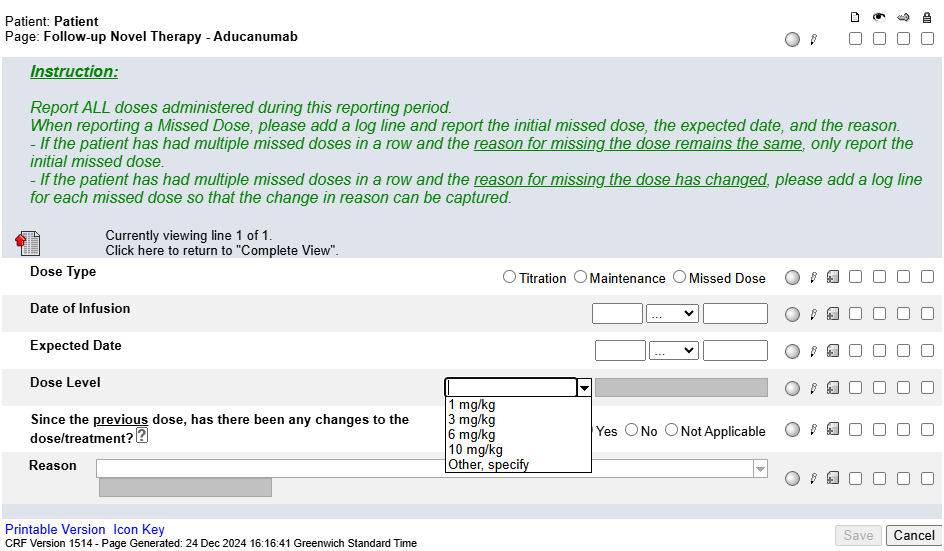 Patient: Patient
Page: Follow-up Novel Therapy - Aducanumab
Instruction:
Report ALL doses administered during this reporting period.
When reporting a Missed Dose, please add a log line and report the initial missed dose, the expected date, and the reason.
- If the patient has had multiple missed doses in a row and the reason for missing the dose remains the same, only report the
initial missed dose.
- If the patient has had multiple missed doses in a row and the reason for missing the dose has changed, please add a log line
for each missed dose so that the change in reason can be captured.
Currently viewing line 1 of 1.
Click here to return to "Complete View".
Dose Type
Titration Maintenance Missed Dose
Date of Infusion
...
Expected Date
...
Dose Level
1 mg/kg
3 mg/kg
6 mg/kg
10 mg/kg
Other, specify
Since the previous dose, has there been any changes to the
dose/treatment? ?
Yes No Not Applicable
Reason
Printable Version Icon Key
CRF Version 1514 - Page Generated: 24 Dec 2024 16:16:41 Greenwich Standard Time
Save Cancel